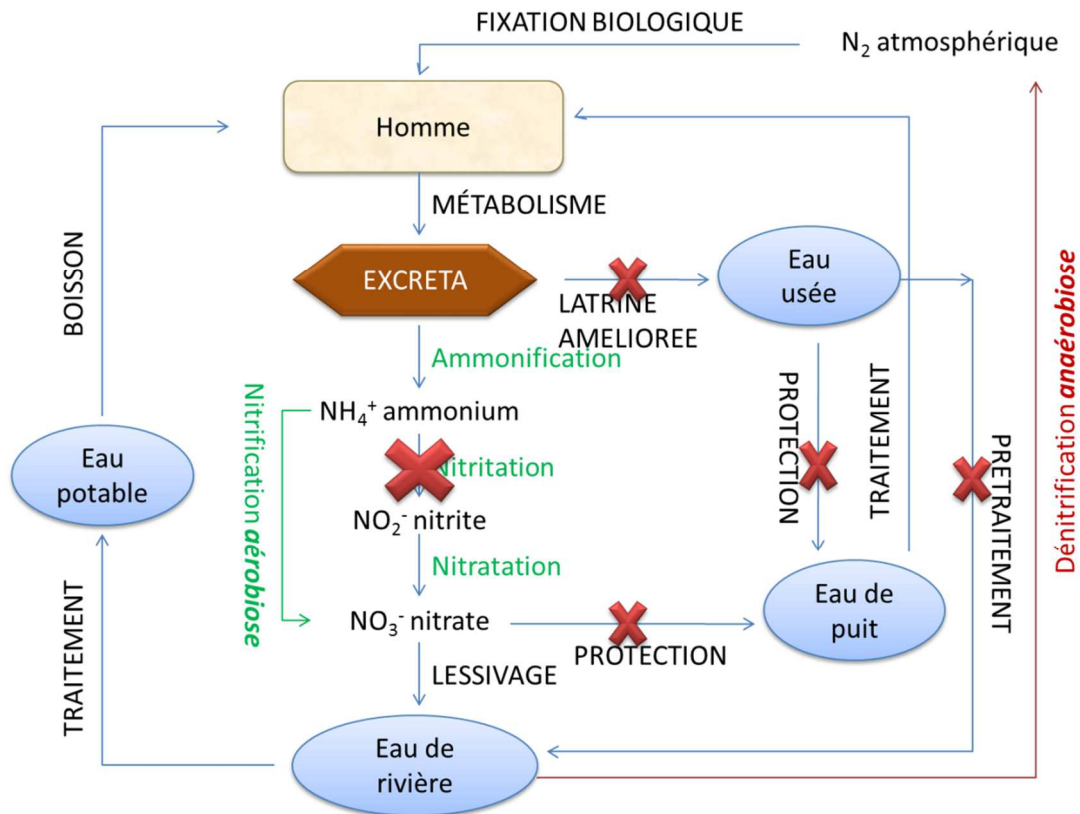 FIXATION BIOLOGIQUE
N₂ atmosphérique
Homme
MÉTABOLISME
EXCRETA
LATRINE
AMELIOREE
Eau
usée
BOISSON
Ammonification
NH₄⁺ ammonium
Nitritation
NO₂⁻ nitrite
Nitratation
NO₃⁻ nitrate
Nitrification aérobiose
PROTECTION
TRAITEMENT
PRETRAITEMENT
Dénitrification anaérobiose
Eau
potable
Eau de
puit
PROTECTION
LESSIVAGE
TRAITEMENT
Eau de
rivière